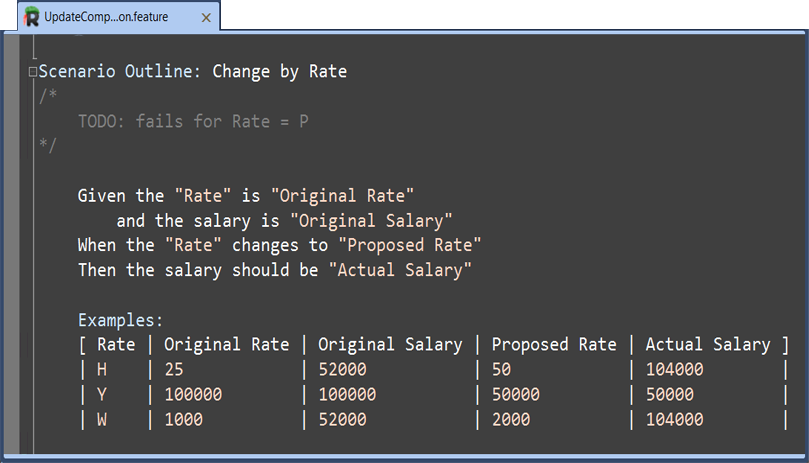 UpdateComp...on.feature
Scenario Outline: Change by Rate
/*
TODO: fails for Rate = P
*/
Given the "Rate" is "Original Rate"
and the salary is "Original Salary"
When the "Rate" changes to "Proposed Rate"
Then the salary should be "Actual Salary"
Examples:
[ Rate | Original Rate | Original Salary | Proposed Rate | Actual Salary ]
| H | 25 | 52000 | 50 | 104000 |
| Y | 100000 | 100000 | 50000 | 50000 |
| W | 1000 | 52000 | 2000 | 104000 |